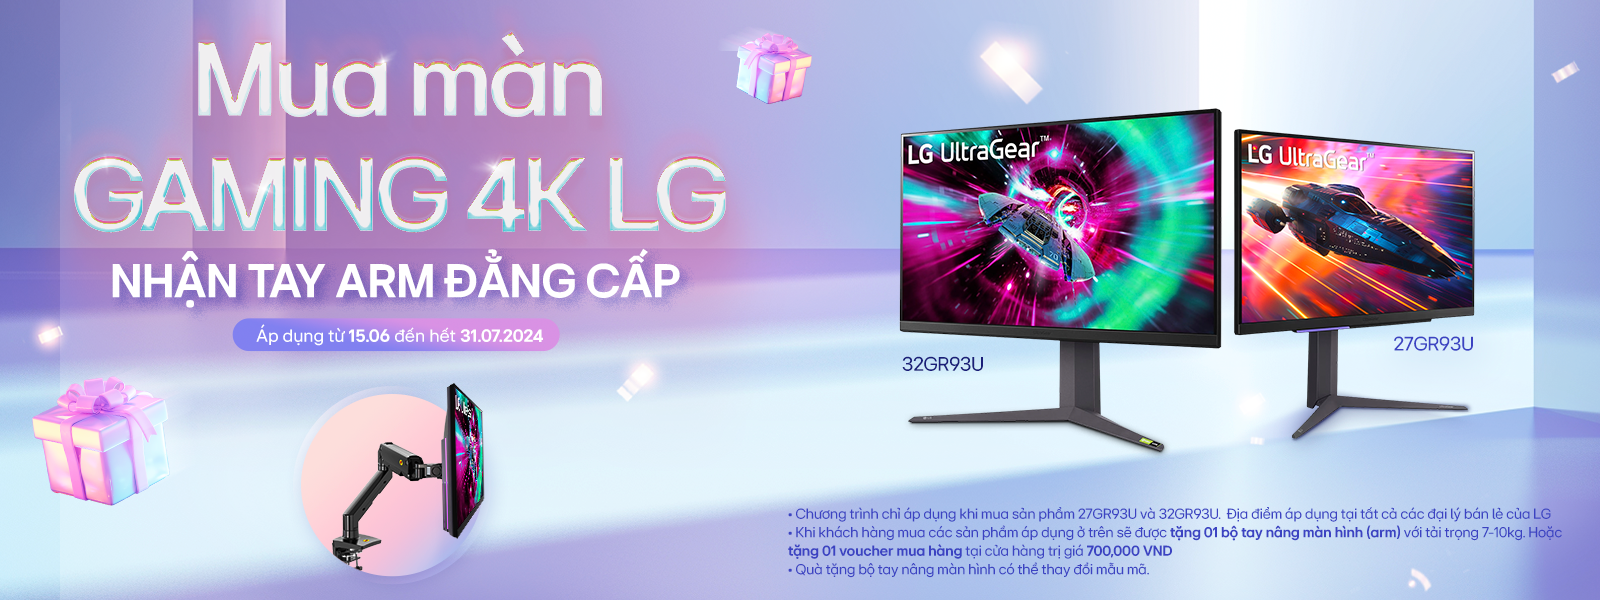 Mua màn
GAMING 4K LG
NHẬN TAY ARM ĐẲNG CẤP
Áp dụng từ 15.06 đến hết 31.07.2024
LG UltraGear
LG UltraGear™
32GR93U
LG UltraGear™
27GR93U
• Chương trình chỉ áp dụng khi mua sản phẩm 27GR93U và 32GR93U. Địa điểm áp dụng tại tất cả các đại lý bán lẻ của LG
• Khi khách hàng mua các sản phẩm áp dụng ở trên sẽ được tặng 01 bộ tay nâng màn hình (arm) với tải trọng 7-10kg. Hoặc
tặng 01 voucher mua hàng tại cửa hàng trị giá 700,000 VND
• Quà tặng bộ tay nâng màn hình có thể thay đổi mẫu mã.